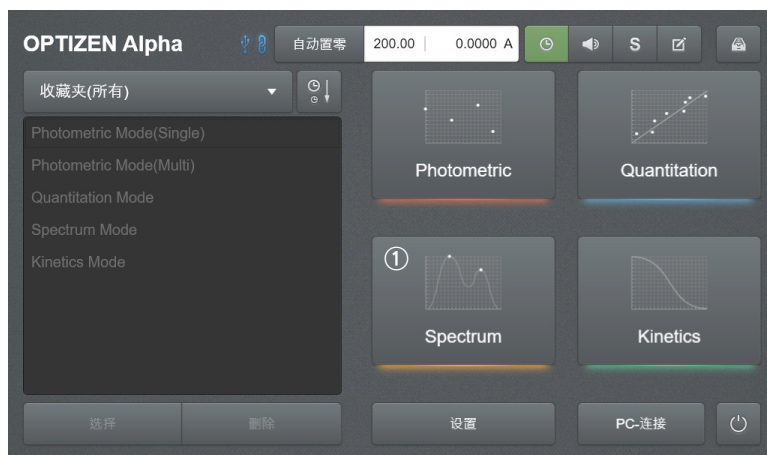 OPTIZEN Alpha 自动置零 200.00 0.0000 A S
收藏夹(所有)
Photometric Mode(Single)
Photometric Mode(Multi)
Quantitation Mode
Spectrum Mode
Kinetics Mode
Photometric
Quantitation
①
Spectrum
Kinetics
选择 删除 设置 PC-连接